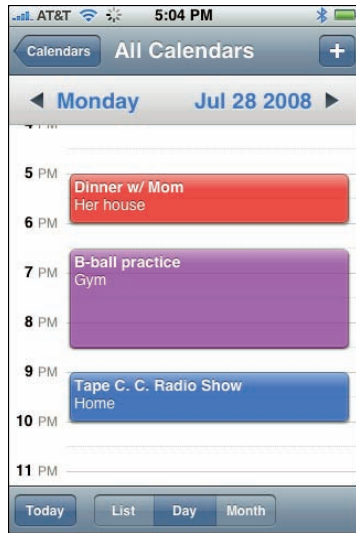 AT&T 5:04 PM
Calendars All Calendars +
Monday Jul 28 2008
4 PM
5 PM
Dinner w/ Mom
Her house
6 PM
B-ball practice
7 PM
Gym
8 PM
9 PM
Tape C. C. Radio Show
Home
10 PM
11 PM
Today List Day Month